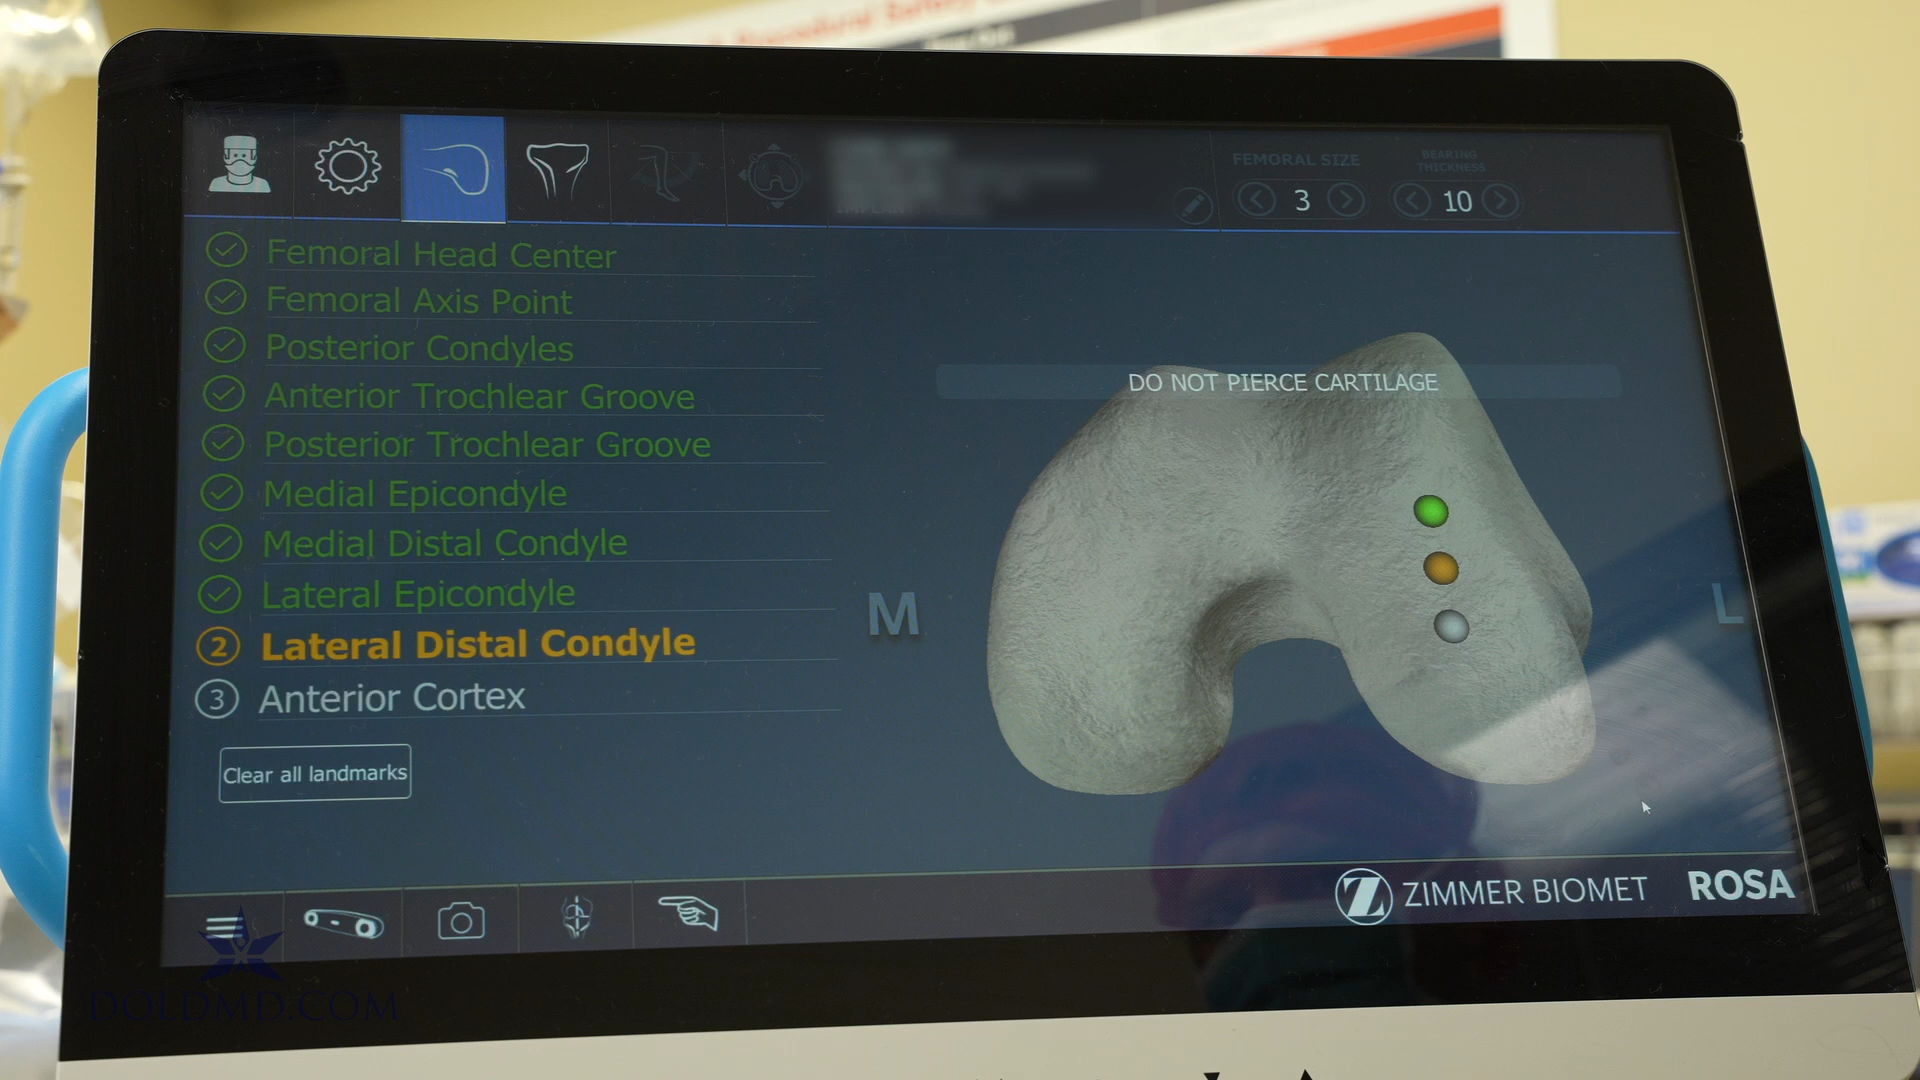 FEMORAL SIZE
BEARING
THICKNESS
3
10
Femoral Head Center
Femoral Axis Point
Posterior Condyles
Anterior Trochlear Groove
Posterior Trochlear Groove
Medial Epicondyle
Medial Distal Condyle
Lateral Epicondyle
2 Lateral Distal Condyle
3 Anterior Cortex
Clear all landmarks
DO NOT PIERCE CARTILAGE
M
L
Z ZIMMER BIOMET
ROSA
DOLDMD.COM